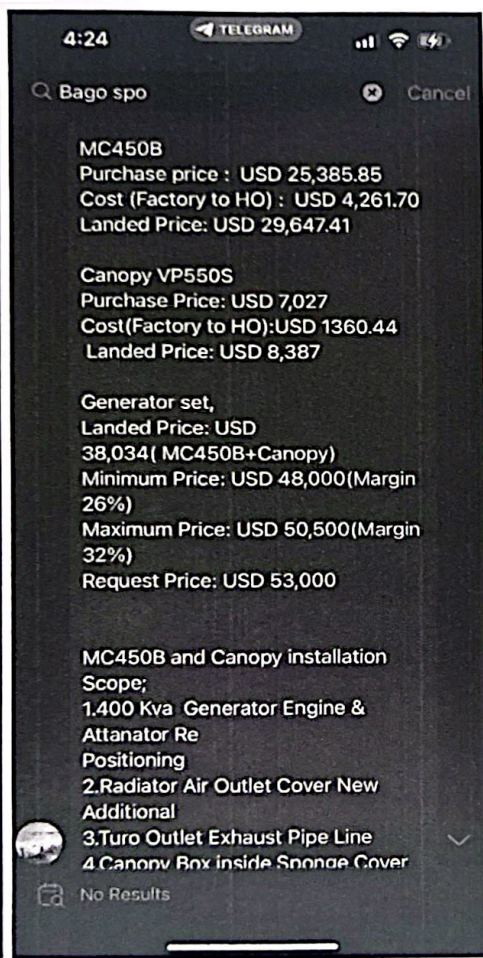 4:24
TELEGRAM
Bago spo
Cancel
MC450B
Purchase price : USD 25,385.85
Cost (Factory to HO) : USD 4,261.70
Landed Price: USD 29,647.41
Canopy VP550S
Purchase Price: USD 7,027
Cost(Factory to HO):USD 1360.44
Landed Price: USD 8,387
Generator set,
Landed Price: USD
38,034( MC450B+Canopy)
Minimum Price: USD 48,000(Margin
26%)
Maximum Price: USD 50,500(Margin
32%)
Request Price: USD 53,000
MC450B and Canopy installation
Scope;
1.400 Kva Generator Engine &
Attanator Re
Positioning
2.Radiator Air Outlet Cover New
Additional
3.Turo Outlet Exhaust Pipe Line
4.Canopy Box inside Sponge Cover
No Results